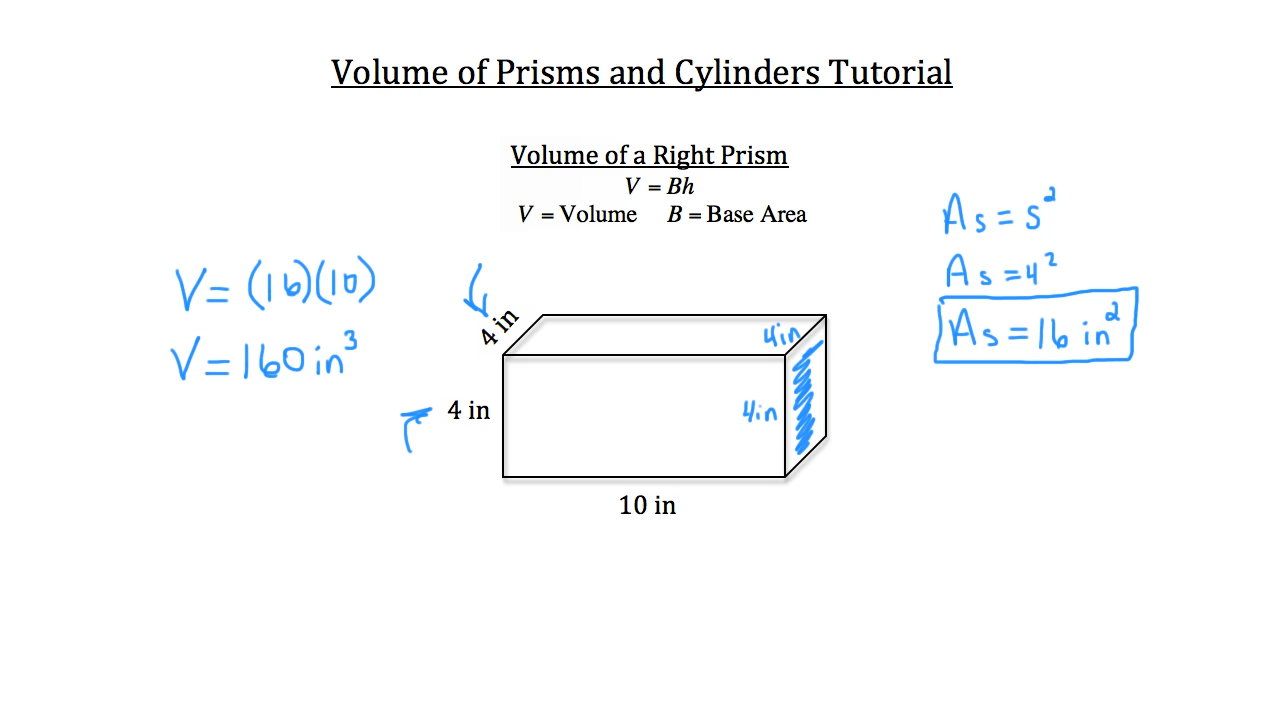 Volume of Prisms and Cylinders Tutorial
Volume of a Right Prism
V = Bh
V = Volume B = Base Area
As = s²
As = 4²
As = 16 in²
V = (16)(10)
V = 160 in³
4 in
4in
4 in
4in
10 in